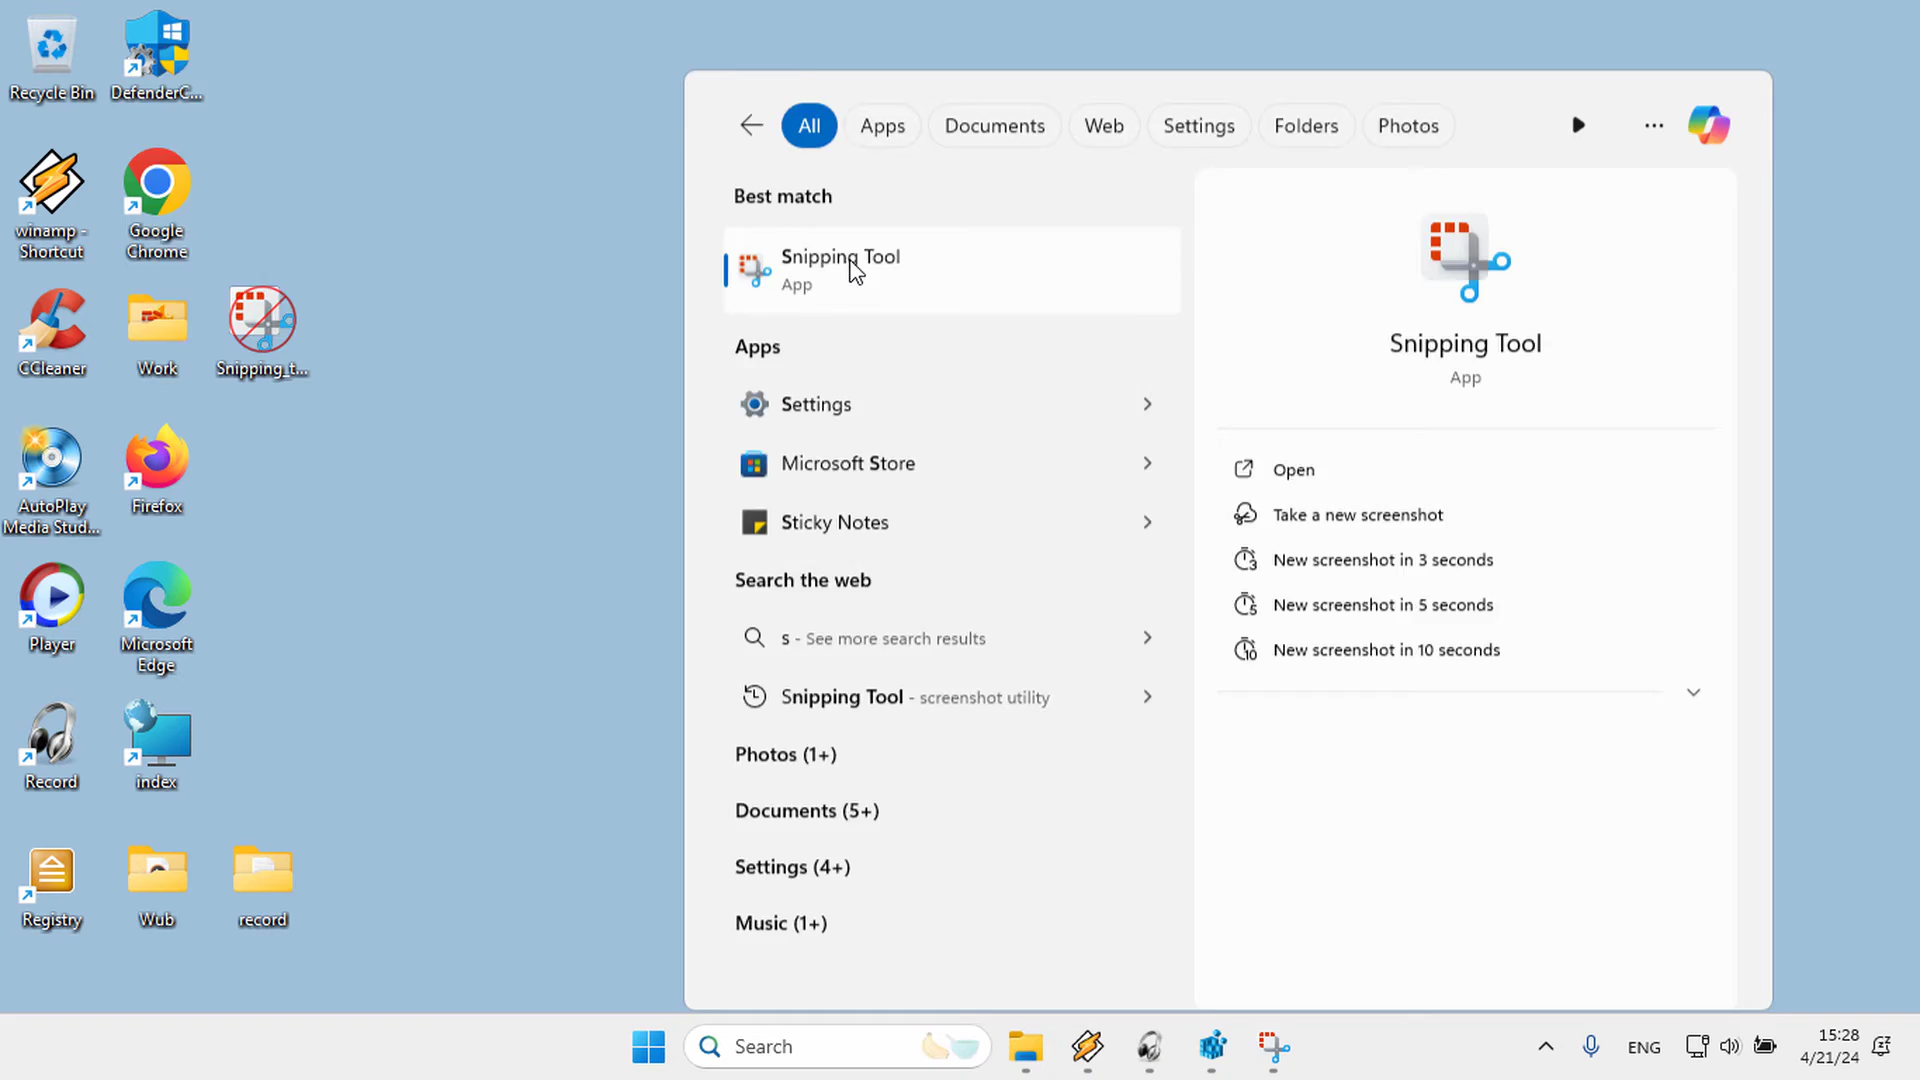 Recycle Bin
DefenderC...
winamp -
Shortcut
Google
Chrome
CCleaner
Work
Snipping_t...
AutoPlay
Media Stud...
Firefox
Player
Microsoft
Edge
Record
index
Registry
Wub
record
All
Apps
Documents
Web
Settings
Folders
Photos
...
Best match
Snipping Tool
App
Apps
Settings
Microsoft Store
Sticky Notes
Search the web
s - See more search results
Snipping Tool - screenshot utility
Photos (1+)
Documents (5+)
Settings (4+)
Music (1+)
Snipping Tool
App
Open
Take a new screenshot
3 New screenshot in 3 seconds
5 New screenshot in 5 seconds
10 New screenshot in 10 seconds
Search
ENG
15:28
4/21/24